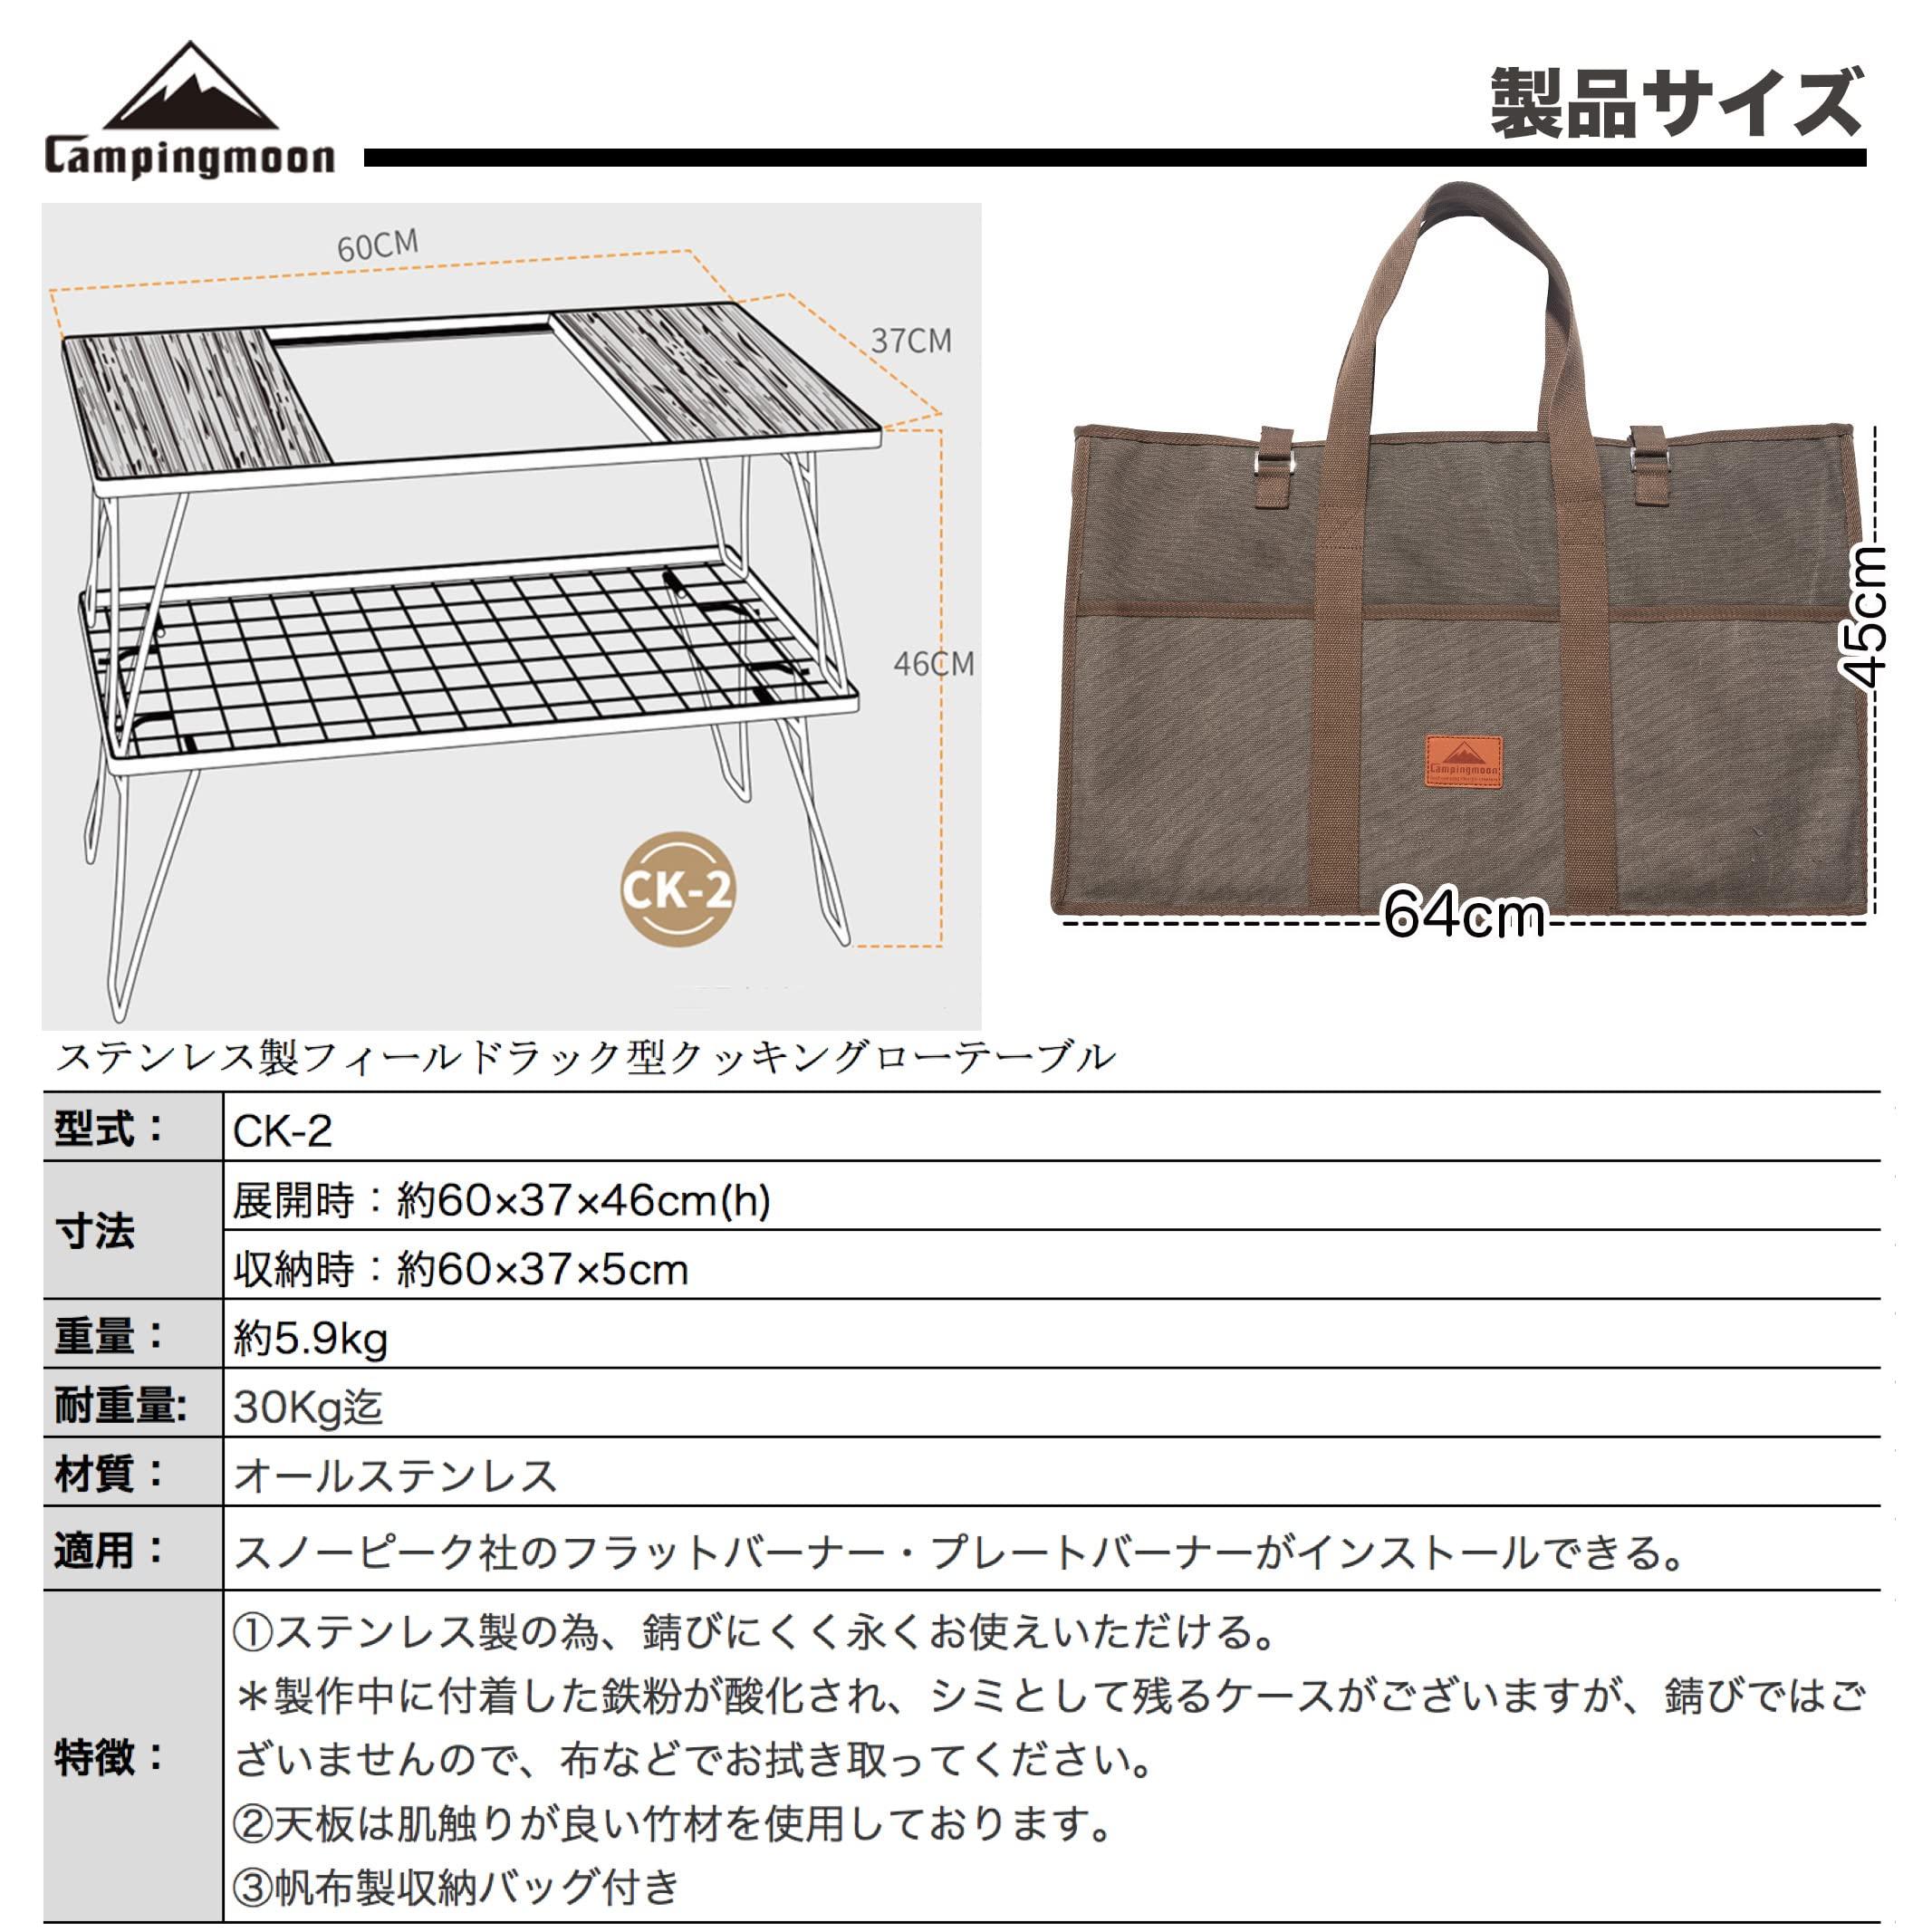 Campingmoon
製品サイズ
60CM
37CM
46CM
CK-2
Campingmoon
45cm
64cm
ステンレス製フィールドラック型クッキングローテーブル
型式：
CK-2
寸法
展開時：約60×37×46cm(h)
収納時：約60×37×5cm
重量：
約5.9kg
耐重量:
30Kg迄
材質：
オールステンレス
適用：
スノーピーク社のフラットバーナー・プレートバーナーがインストールできる。
特徴：
①ステンレス製の為、錆びにくく永くお使えいただける。
＊製作中に付着した鉄粉が酸化され、シミとして残るケースがございますが、錆びではご
ざいませんので、布などでお拭き取ってください。
②天板は肌触りが良い竹材を使用しております。
③帆布製収納バッグ付き